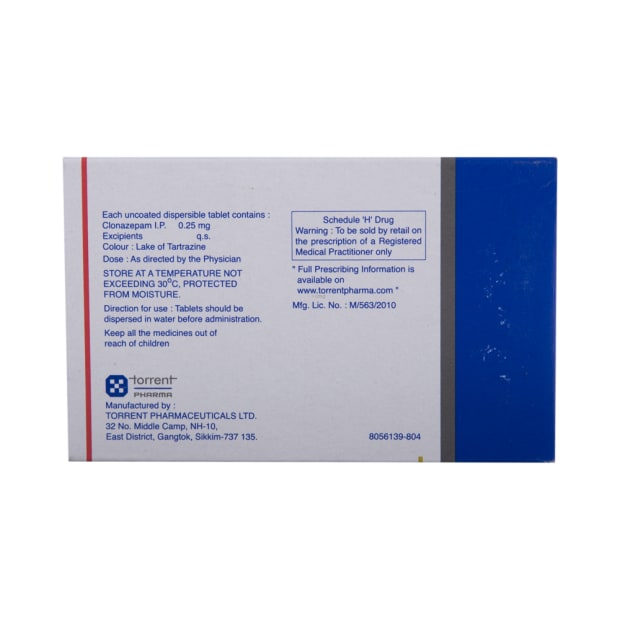 Each uncoated dispersible tablet contains :
Clonazepam I.P. 0.25 mg
Excipients q.s.
Colour : Lake of Tartrazine
Dose : As directed by the Physician
STORE AT A TEMPERATURE NOT
EXCEEDING 30⁰C, PROTECTED
FROM MOISTURE.
Direction for use : Tablets should be
dispersed in water before administration.
Keep all the medicines out of
reach of children
torrent
PHARMA
Manufactured by :
TORRENT PHARMACEUTICALS LTD.
32 No. Middle Camp, NH-10,
East District, Gangtok, Sikkim-737 135.
Schedule 'H' Drug
Warning : To be sold by retail on
the prescription of a Registered
Medical Practitioner only
" Full Prescribing Information is
available on
www.torrentpharma.com "
Mfg. Lic. No. : M/563/2010
8056139-804